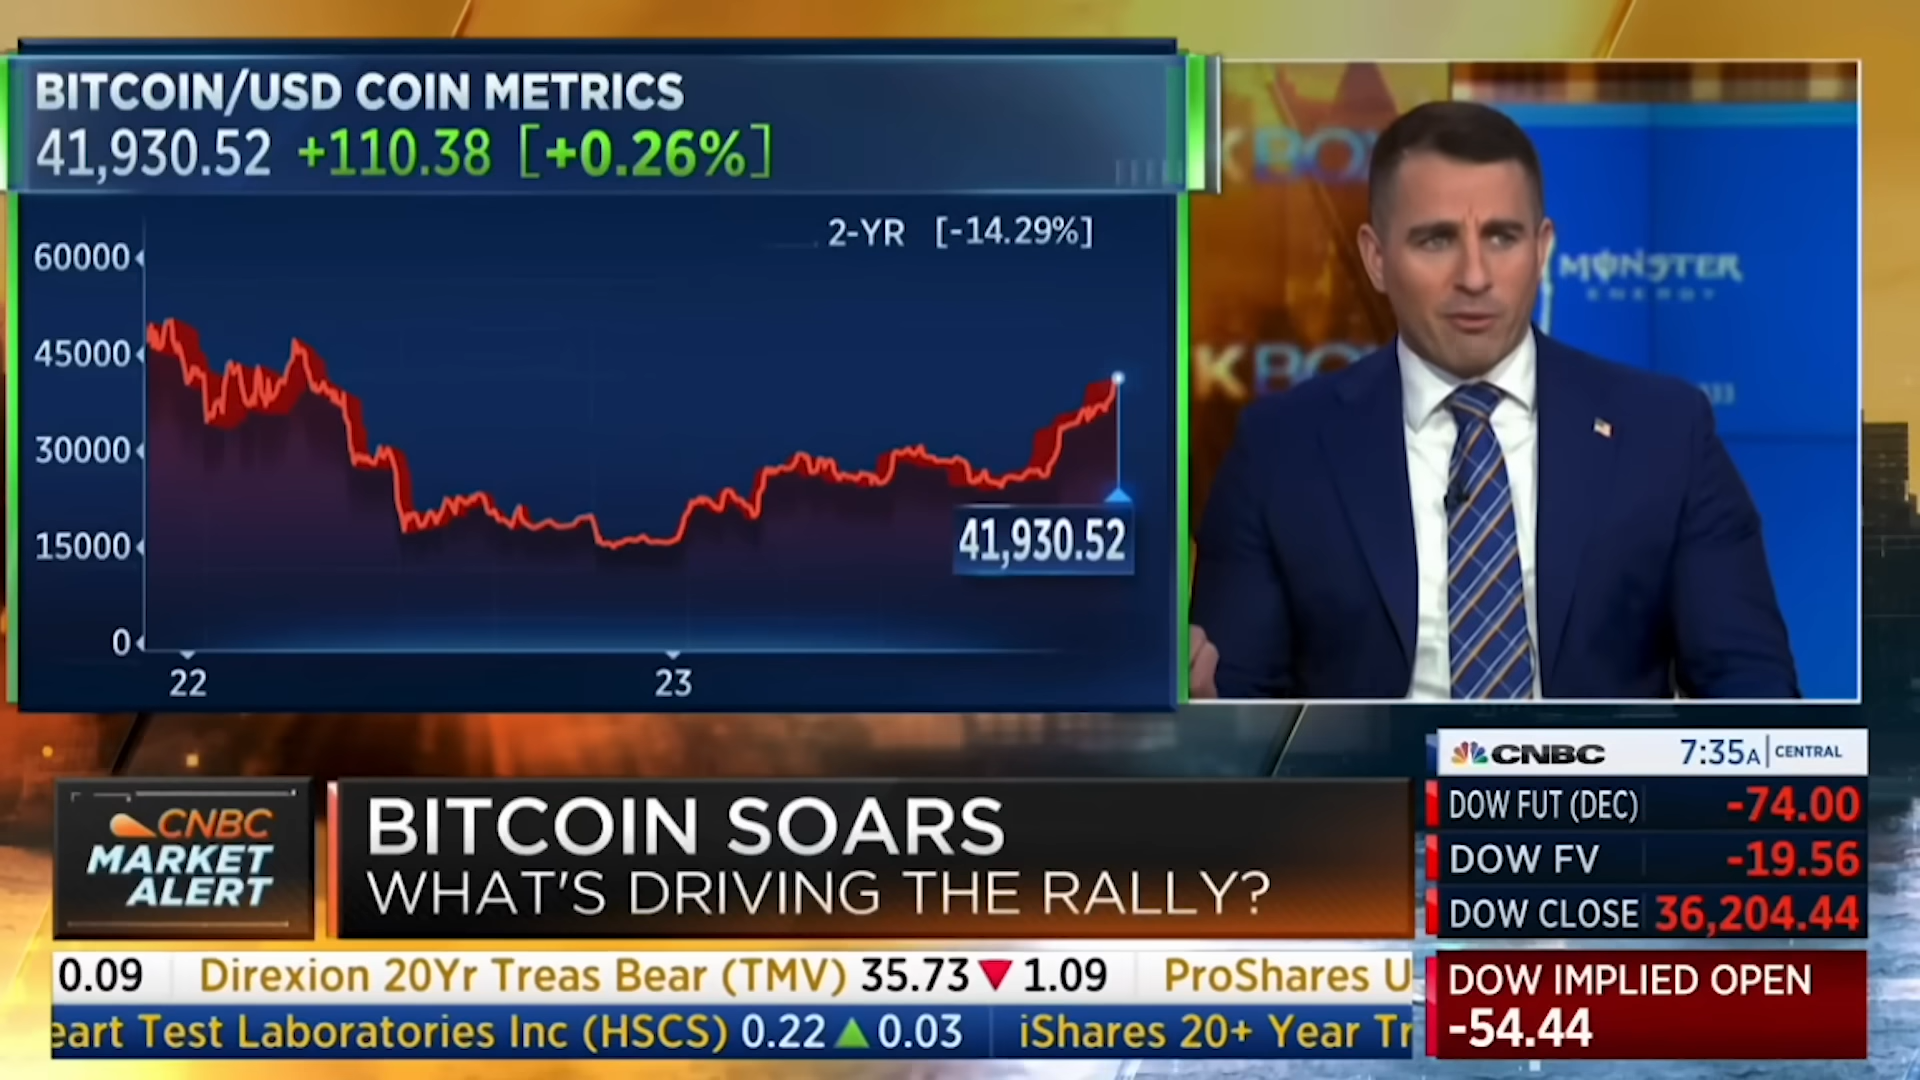 BITCOIN/USD COIN METRICS
41,930.52 +110.38 [+0.26%]
2-YR [-14.29%]
60000
45000
30000
15000
0
22
23
41,930.52
K BOX
K BO
MONSTER
ENERGY
CNBC
MARKET
ALERT
BITCOIN SOARS
WHAT'S DRIVING THE RALLY?
CNBC 7:35A CENTRAL
DOW FUT (DEC) -74.00
DOW FV -19.56
DOW CLOSE 36,204.44
DOW IMPLIED OPEN
-54.44
0.09 Direxion 20Yr Treas Bear (TMV) 35.73 ▼ 1.09 ProShares U
eart Test Laboratories Inc (HSCS) 0.22 ▲ 0.03 iShares 20+ Year Tr